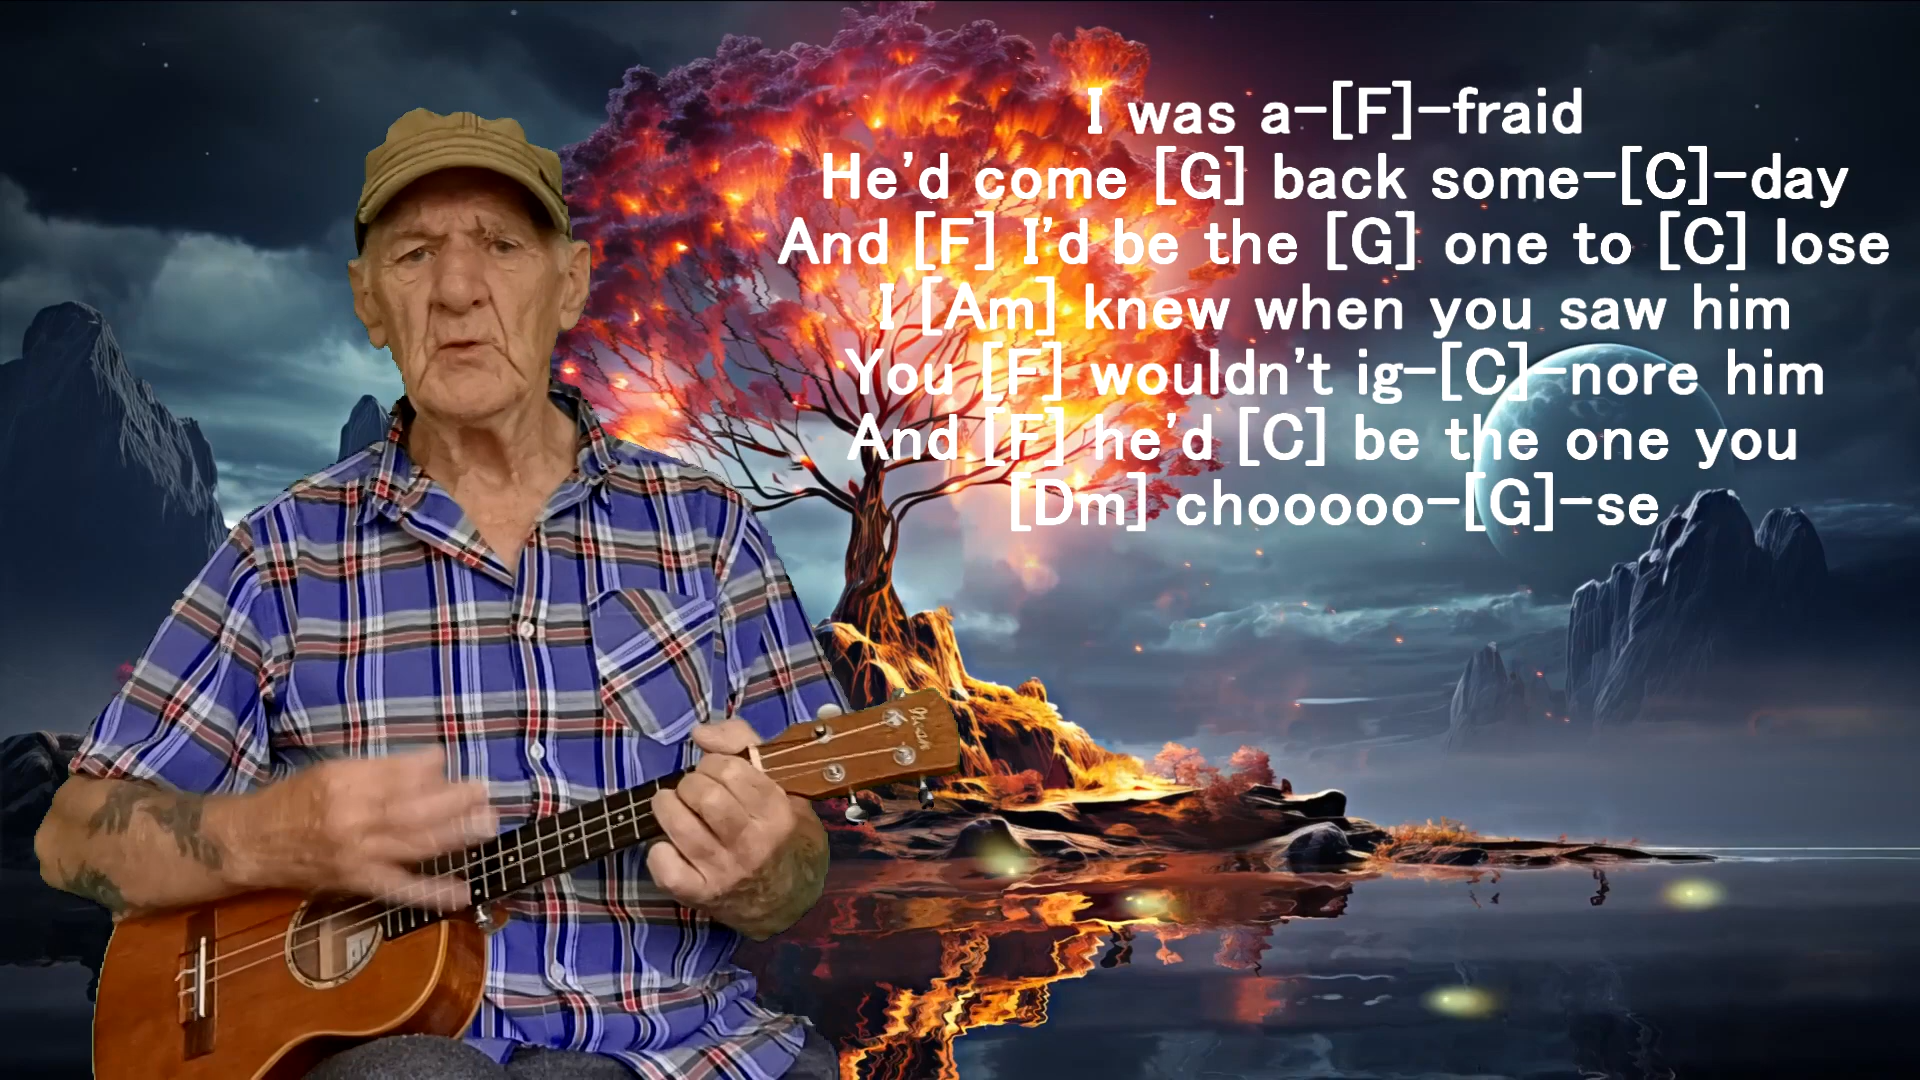 I was a-[F]-fraid
He'd come [G] back some-[C]-day
And [F] I'd be the [G] one to [C] lose
I [Am] knew when you saw him
You [F] wouldn't ig-[C]-nore him
And [F] he'd [C] be the one you
[Dm] chooooo-[G]-se